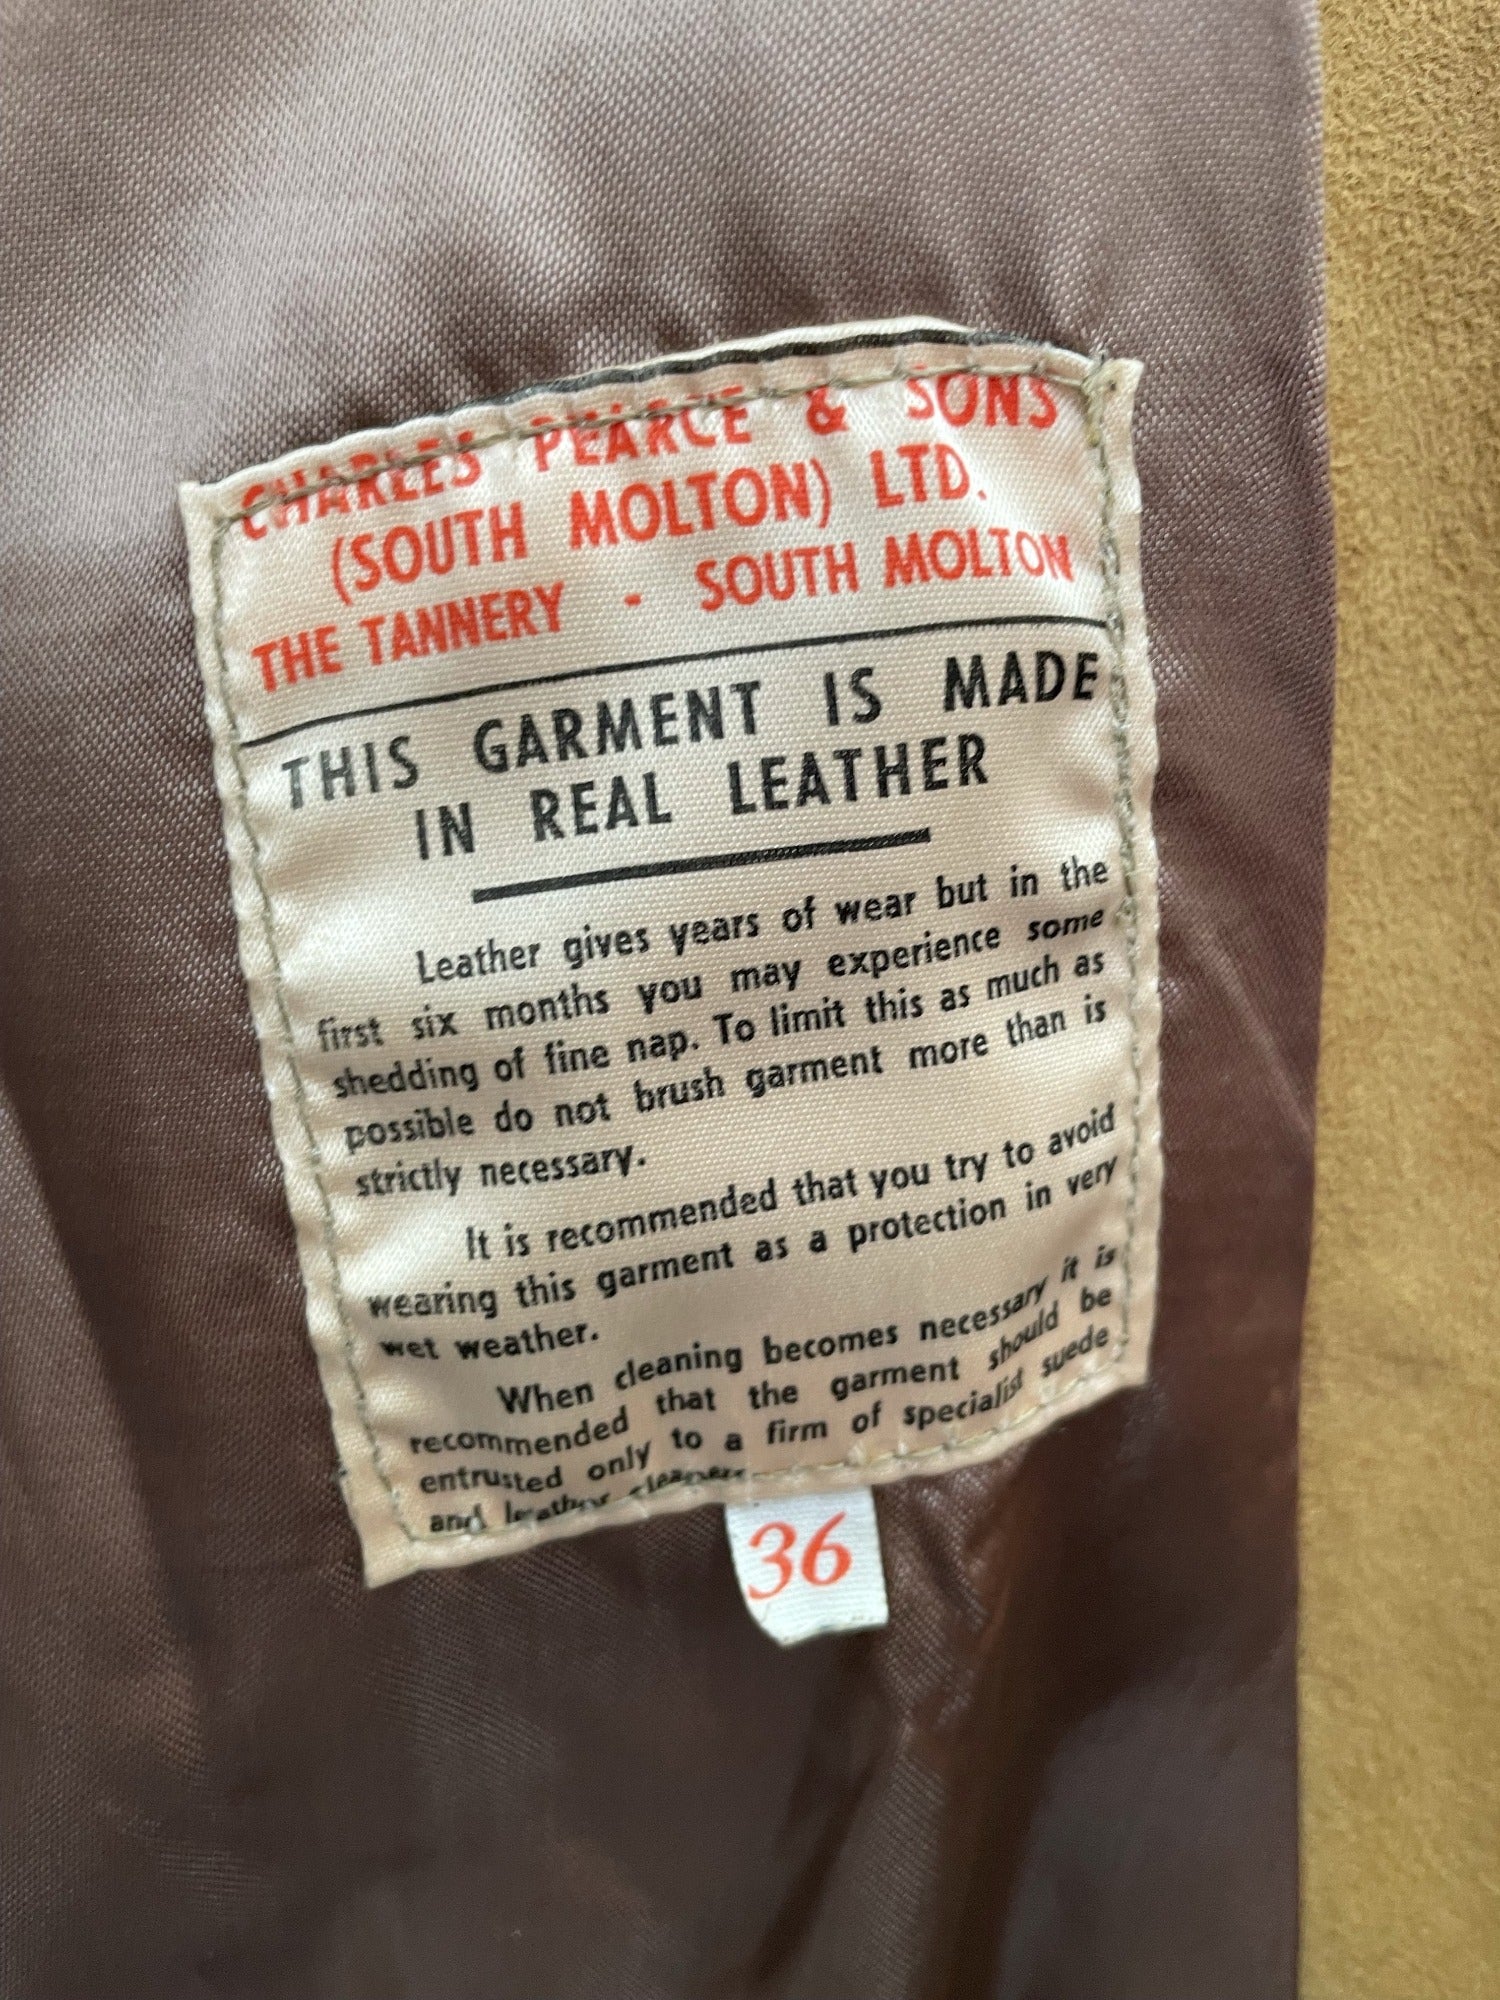 CHARLES PEARCE & SONS
(SOUTH MOLTON) LTD.
THE TANNERY - SOUTH MOLTON
THIS GARMENT IS MADE
IN REAL LEATHER
Leather gives years of wear but in the
first six months you may experience some
shedding of fine nap. To limit this as much as
possible do not brush garment more than is
strictly necessary.
It is recommended that you try to avoid
wearing this garment as a protection in very
wet weather.
When cleaning becomes necessary it is
recommended that the garment should be
entrusted only to a firm of specialist suede
and leather cleaners
36